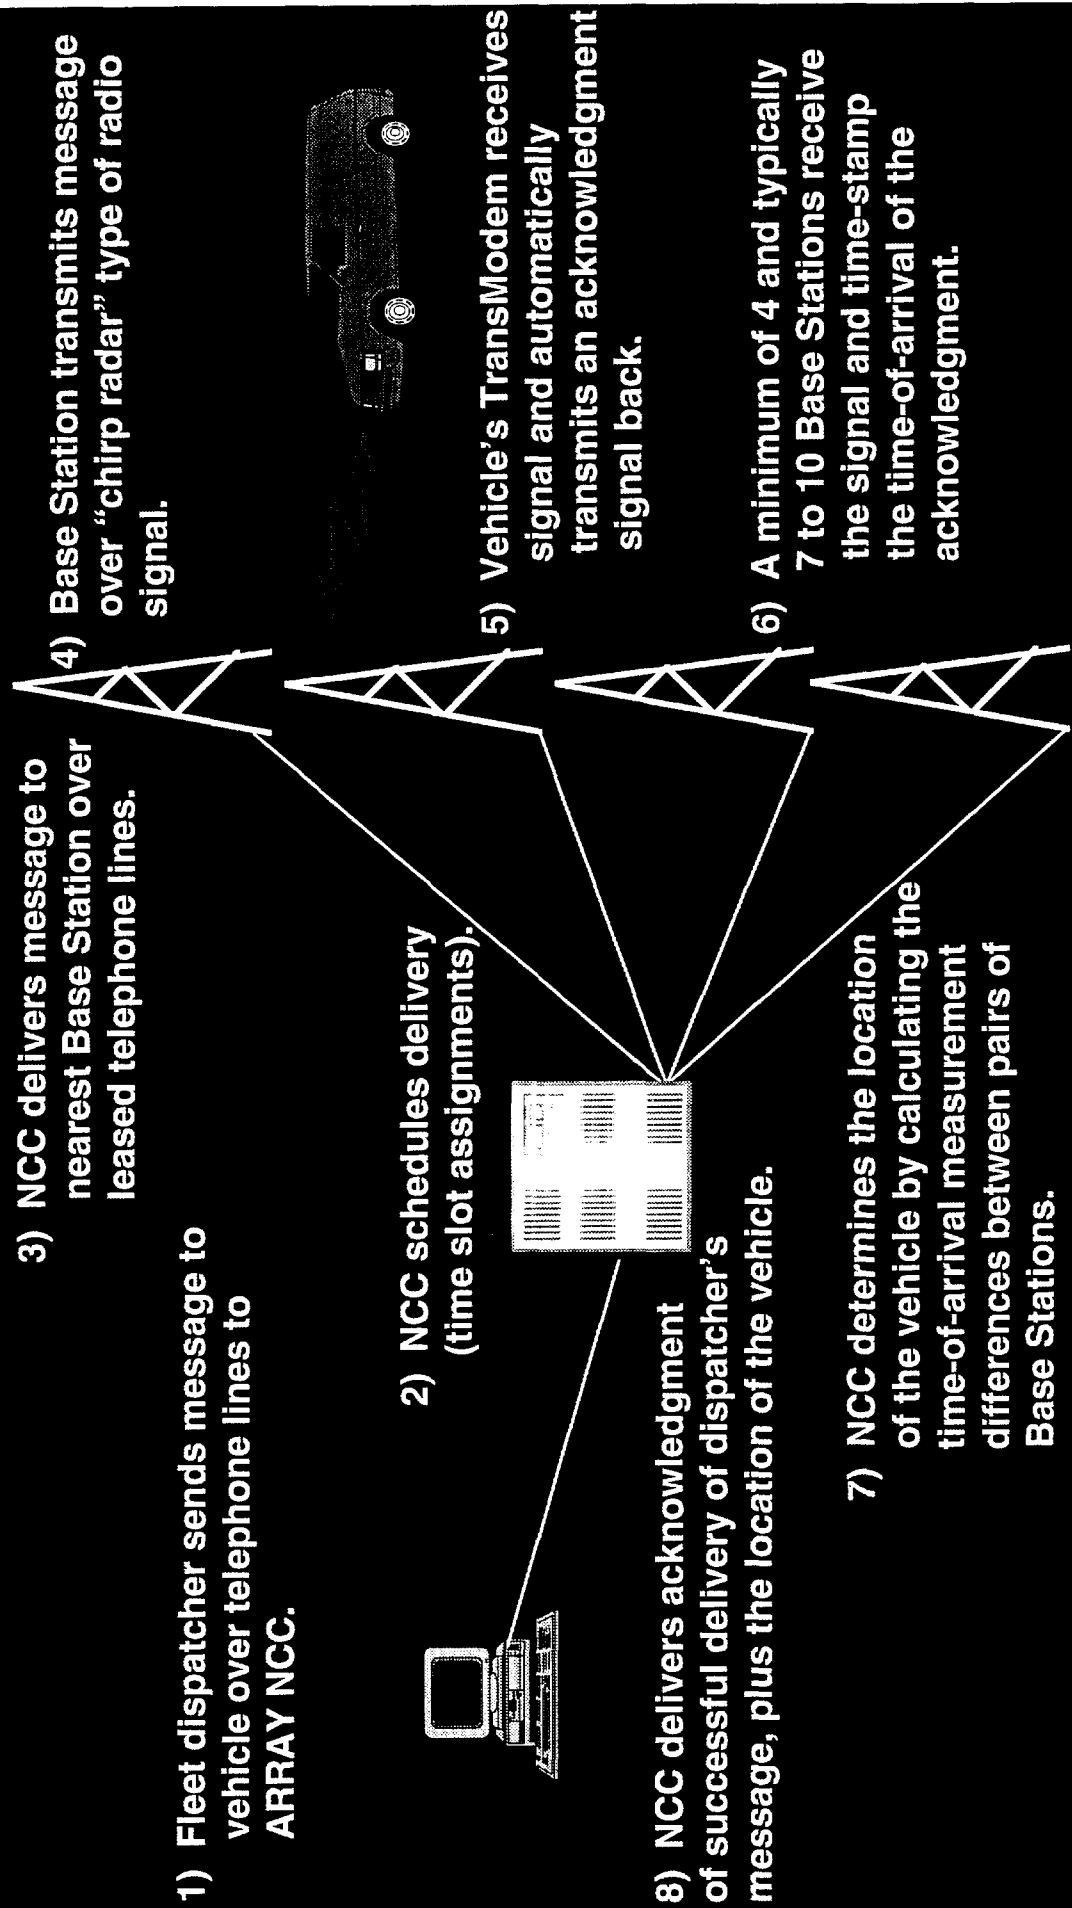 1) Fleet dispatcher sends message to
vehicle over telephone lines to
ARRAY NCC.
2) NCC schedules delivery
(time slot assignments).
3) NCC delivers message to
nearest Base Station over
leased telephone lines.
4) Base Station transmits message
over “chirp radar” type of radio
signal.
5) Vehicle's TransModem receives
signal and automatically
transmits an acknowledgment
signal back.
6) A minimum of 4 and typically
7 to 10 Base Stations receive
the signal and time-stamp
the time-of-arrival of the
acknowledgment.
7) NCC determines the location
of the vehicle by calculating the
time-of-arrival measurement
differences between pairs of
Base Stations.
8) NCC delivers acknowledgment
of successful delivery of dispatcher's
message, plus the location of the vehicle.